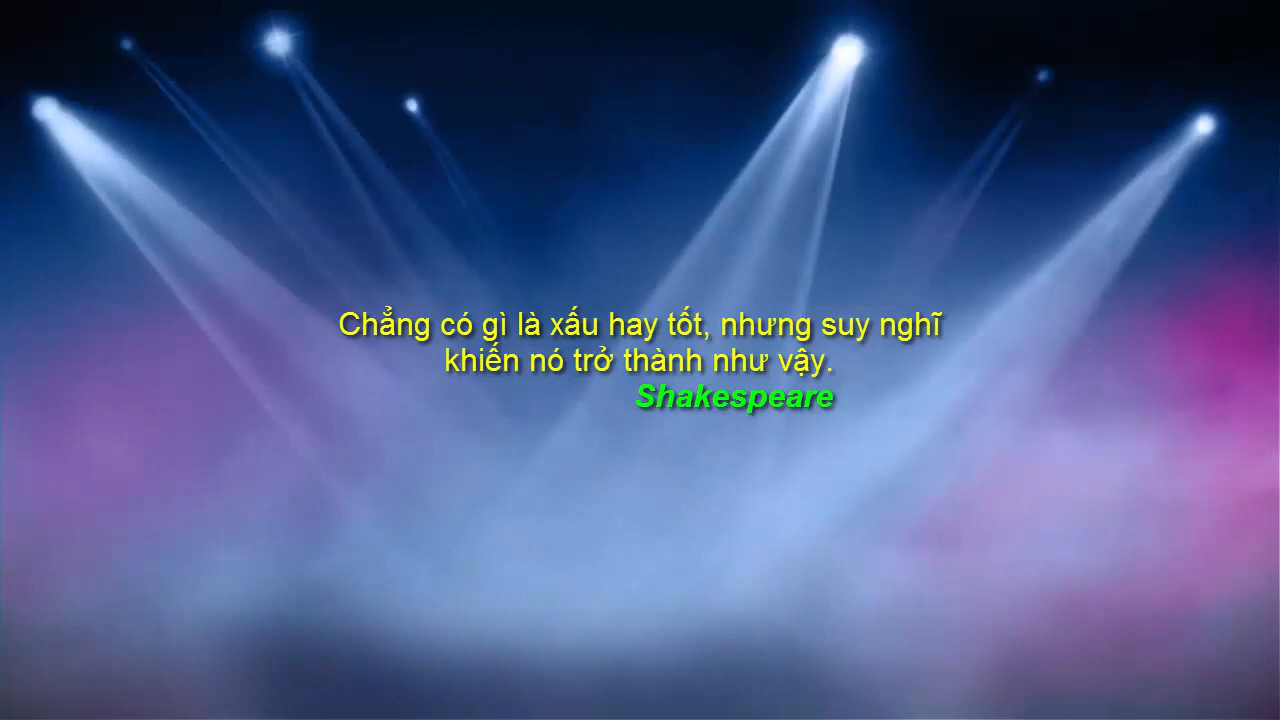 Chẳng có gì là xấu hay tốt, nhưng suy nghĩ
khiến nó trở thành như vậy.
Shakespeare